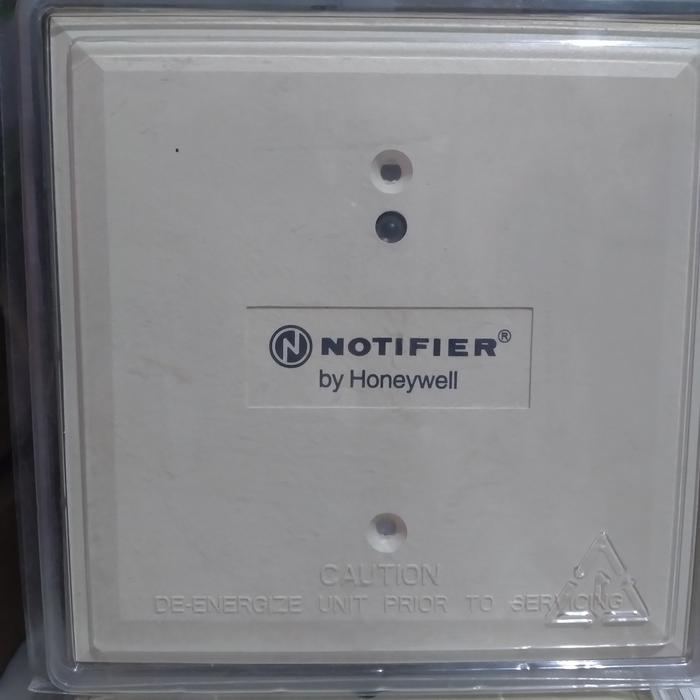 NOTIFIER®
by Honeywell
CAUTION
DE-ENERGIZE UNIT PRIOR TO SERVICING